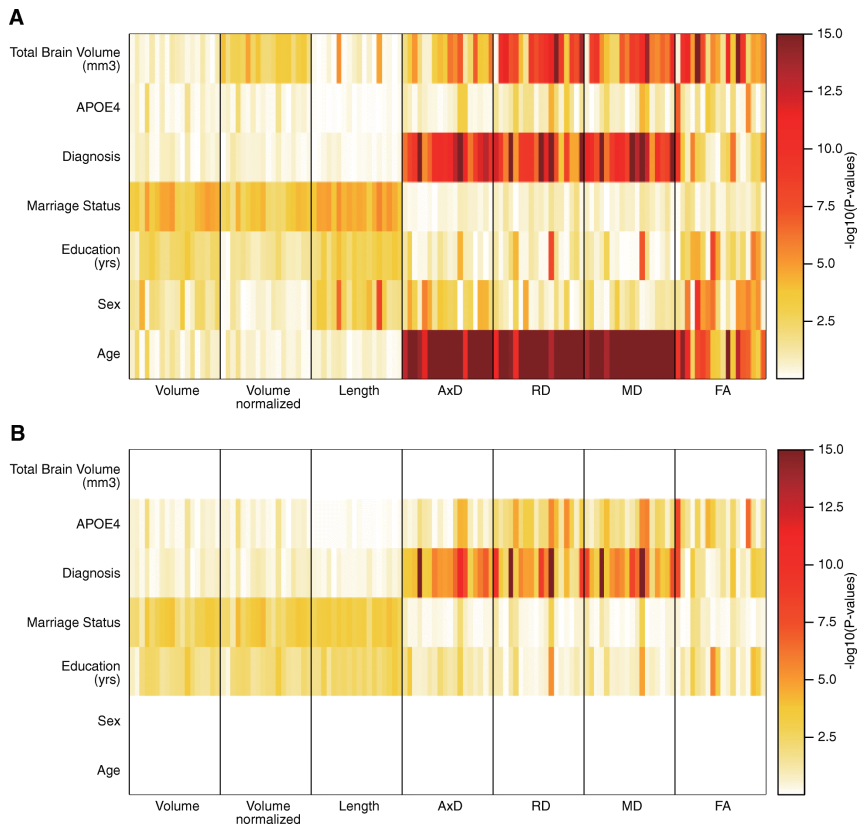 A
Total Brain Volume
(mm3)
APOE4
Diagnosis
Marriage Status
Education
(yrs)
Sex
Age
Volume
Volume
normalized
Length
AxD
RD
MD
FA
15.0
12.5
10.0
7.5
5.0
2.5
-log10(P-values)
B
Total Brain Volume
(mm3)
APOE4
Diagnosis
Marriage Status
Education
(yrs)
Sex
Age
Volume
Volume
normalized
Length
AxD
RD
MD
FA
15.0
12.5
10.0
7.5
5.0
2.5
-log10(P-values)